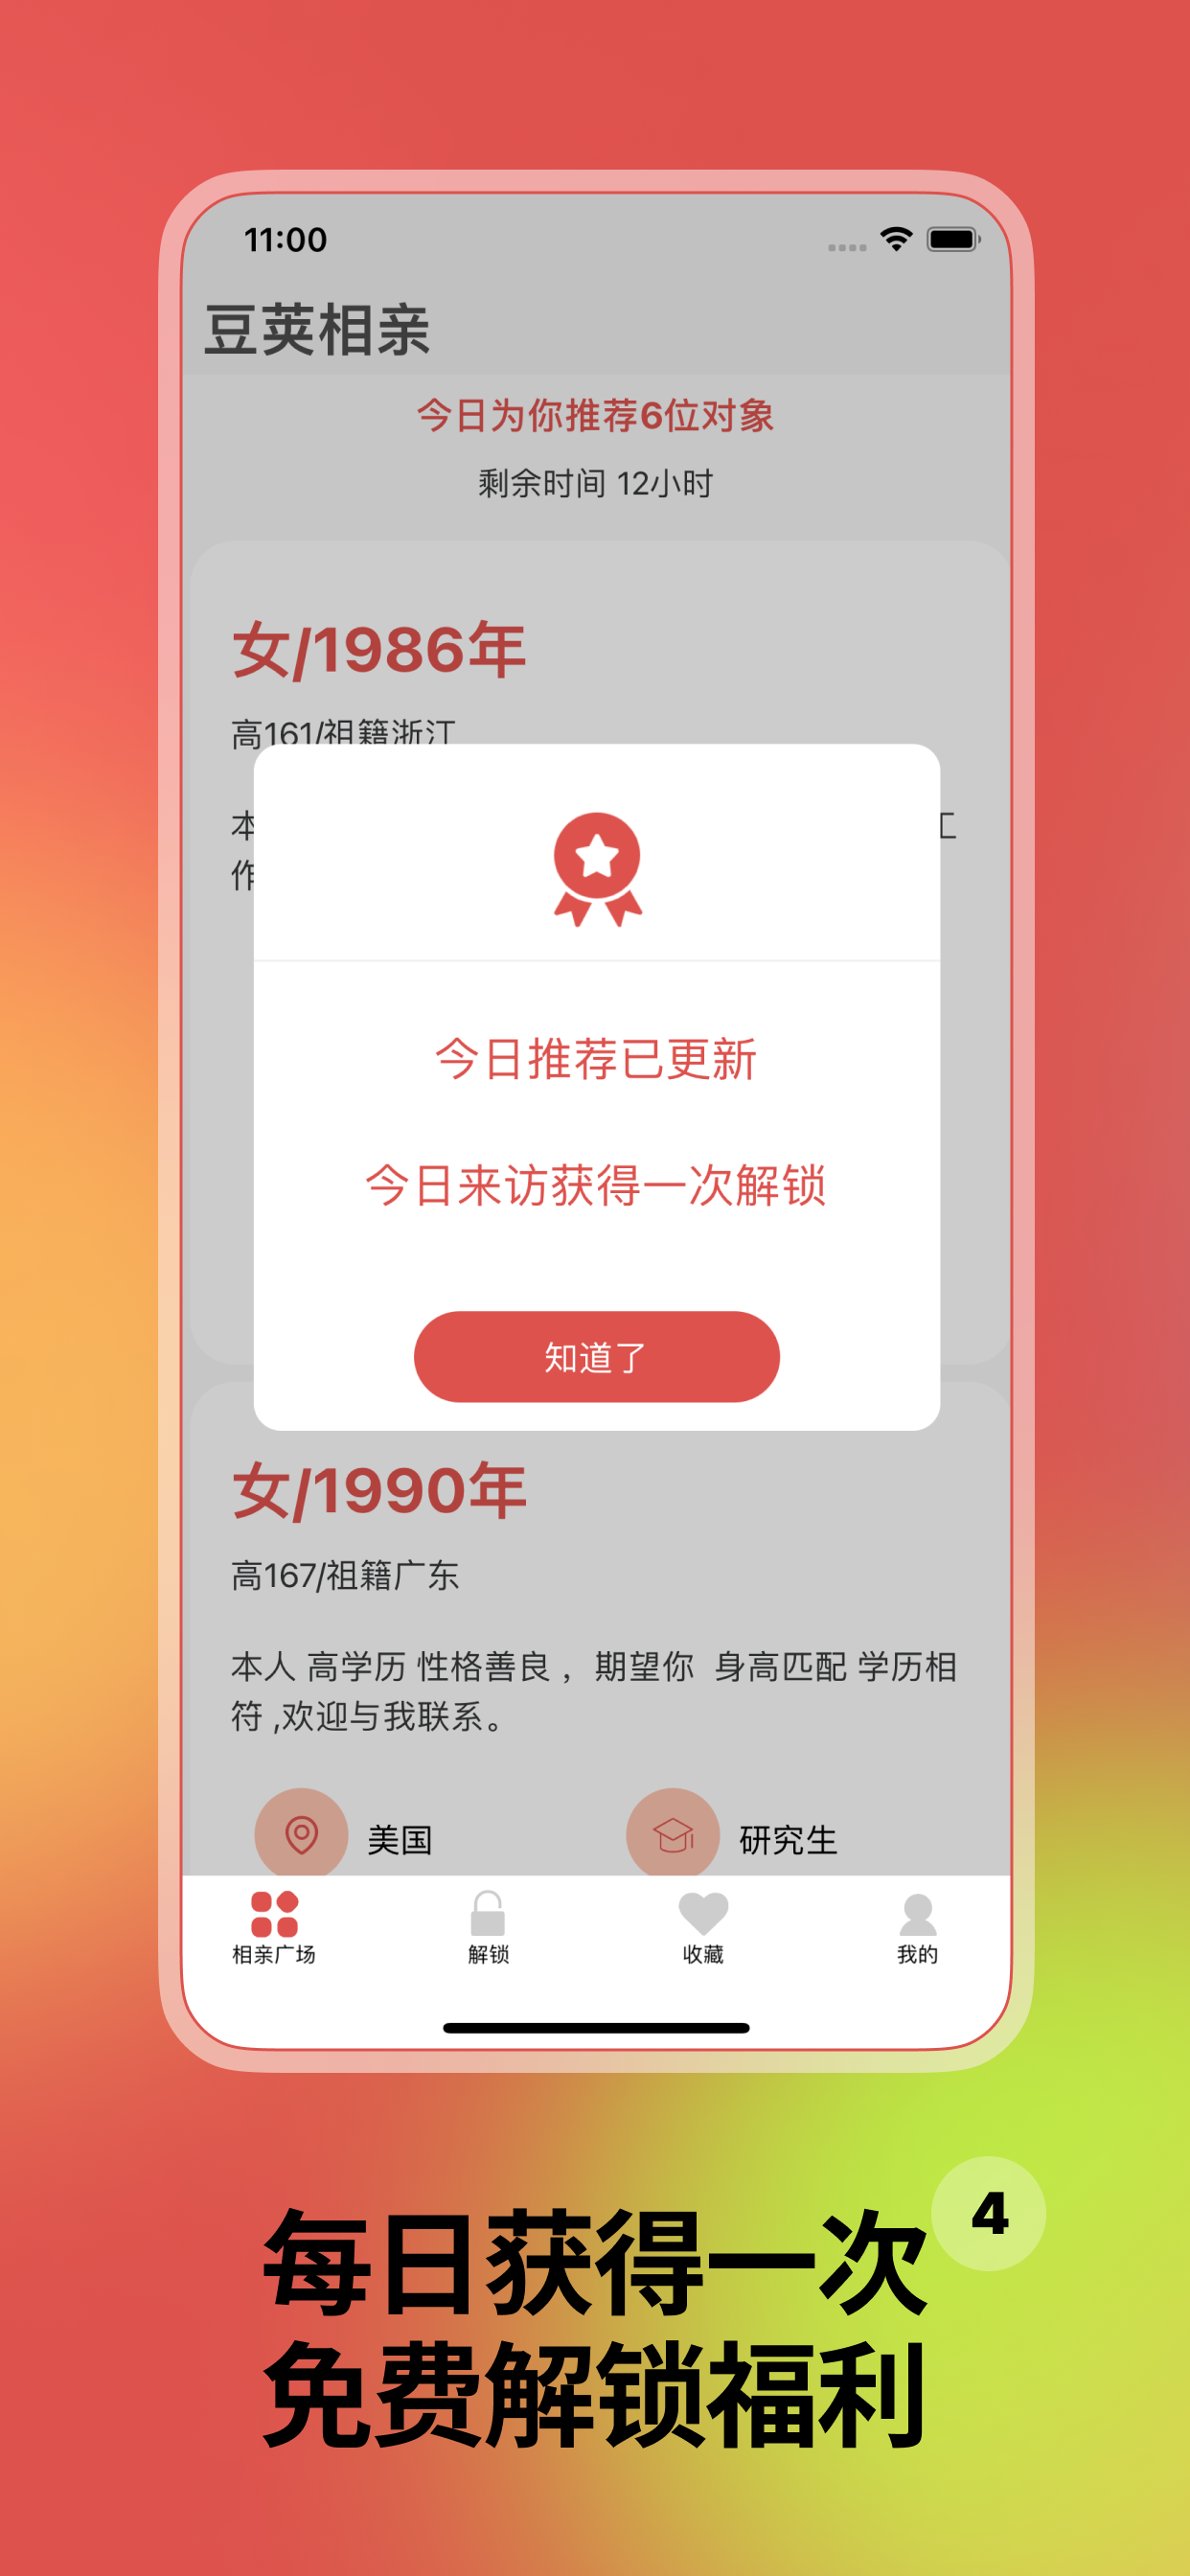 11:00
豆荚相亲
今日为你推荐6位对象
剩余时间 12小时
女/1986年
高161/祖籍浙江
本
工
作
今日推荐已更新
今日来访获得一次解锁
知道了
女/1990年
高167/祖籍广东
本人 高学历 性格善良 ，期望你 身高匹配 学历相
符 ,欢迎与我联系。
美国
研究生
相亲广场
解锁
收藏
我的
每日获得一次
4
免费解锁福利